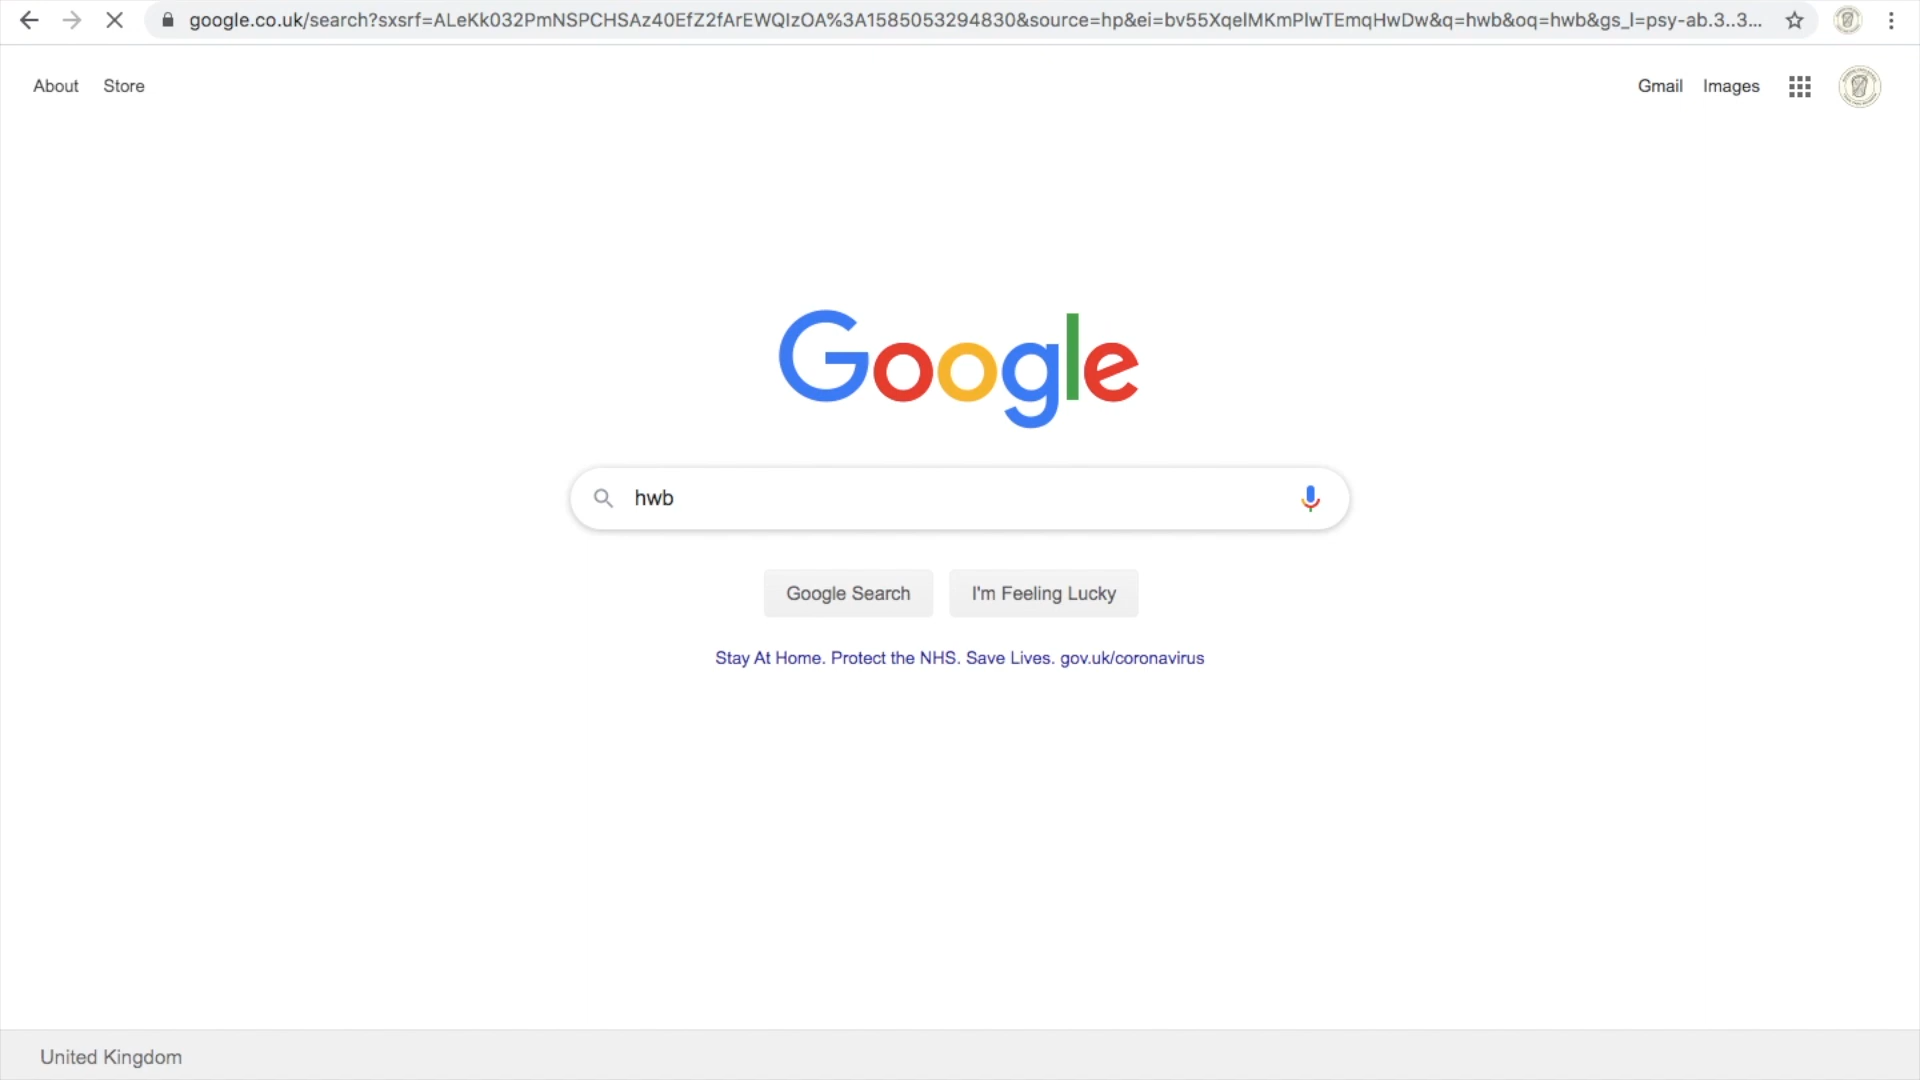 google.co.uk/search?sxsrf=ALeKk032PmNSPCHSAz40EfZ2fArEWQIzOA%3A1585053294830&source=hp&ei=bv55XqelMKmPlwTEmqHwDw&q=hwb&oq=hwb&gs_l=psy-ab.3..3...
About Store
Gmail Images
Google
hwb
Google Search I'm Feeling Lucky
Stay At Home. Protect the NHS. Save Lives. gov.uk/coronavirus
United Kingdom